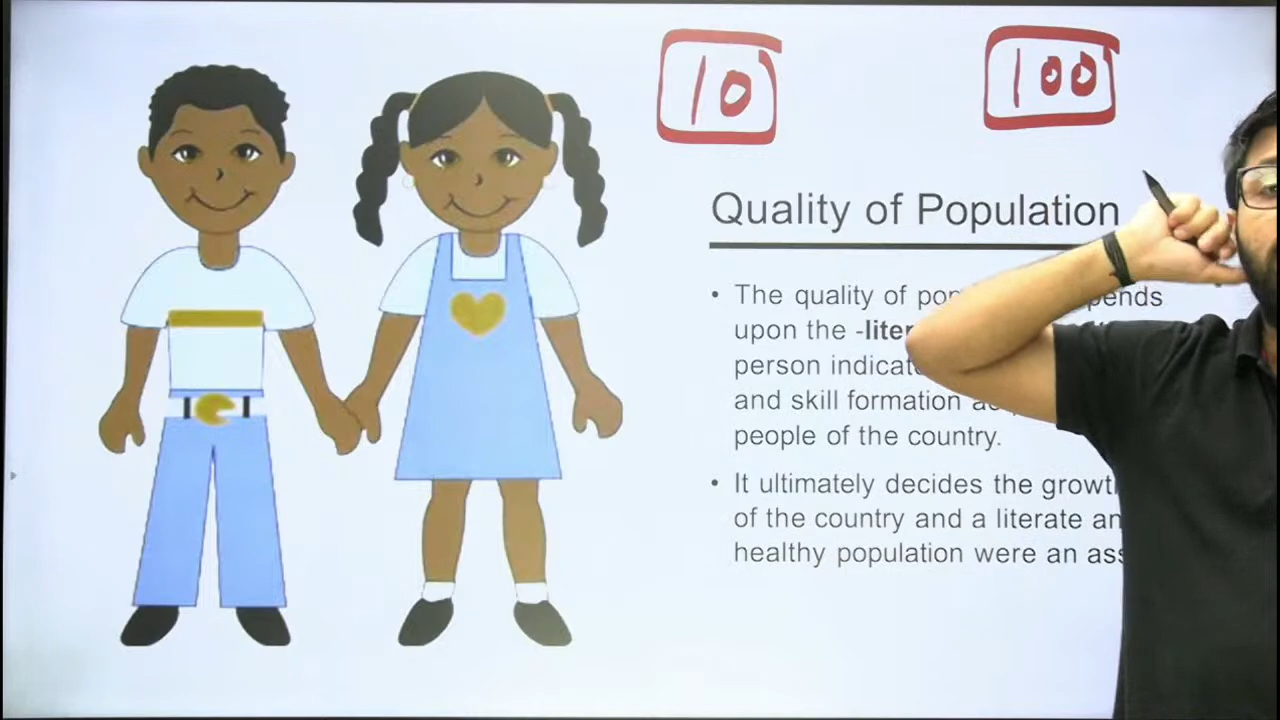 10 100
Quality of Population
• The quality of pends
upon the -liter
person indicat
and skill formation
people of the country.
• It ultimately decides the growt
of the country and a literate an
healthy population were an ass